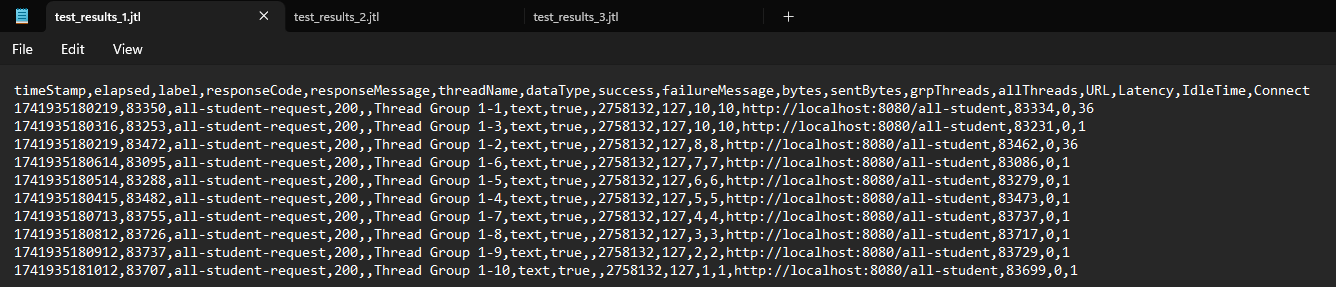 test_results_1.jtl test_results_2.jtl test_results_3.jtl
File Edit View
timeStamp,elapsed,label,responseCode,responseMessage,threadName,dataType,success,failureMessage,bytes,sentBytes,grpThreads,allThreads,URL,Latency,IdleTime,Connect
1741935180219,83350,all-student-request,200,,Thread Group 1-1,text,true,,2758132,127,10,10,http://localhost:8080/all-student,83334,0,36
1741935180316,83253,all-student-request,200,,Thread Group 1-3,text,true,,2758132,127,10,10,http://localhost:8080/all-student,83231,0,1
1741935180219,83472,all-student-request,200,,Thread Group 1-2,text,true,,2758132,127,8,8,http://localhost:8080/all-student,83462,0,36
1741935180614,83095,all-student-request,200,,Thread Group 1-6,text,true,,2758132,127,7,7,http://localhost:8080/all-student,83086,0,1
1741935180514,83288,all-student-request,200,,Thread Group 1-5,text,true,,2758132,127,6,6,http://localhost:8080/all-student,83279,0,1
1741935180415,83482,all-student-request,200,,Thread Group 1-4,text,true,,2758132,127,5,5,http://localhost:8080/all-student,83473,0,1
1741935180713,83755,all-student-request,200,,Thread Group 1-7,text,true,,2758132,127,4,4,http://localhost:8080/all-student,83737,0,1
1741935180812,83726,all-student-request,200,,Thread Group 1-8,text,true,,2758132,127,3,3,http://localhost:8080/all-student,83717,0,1
1741935180912,83737,all-student-request,200,,Thread Group 1-9,text,true,,2758132,127,2,2,http://localhost:8080/all-student,83729,0,1
1741935181012,83707,all-student-request,200,,Thread Group 1-10,text,true,,2758132,127,1,1,http://localhost:8080/all-student,83699,0,1